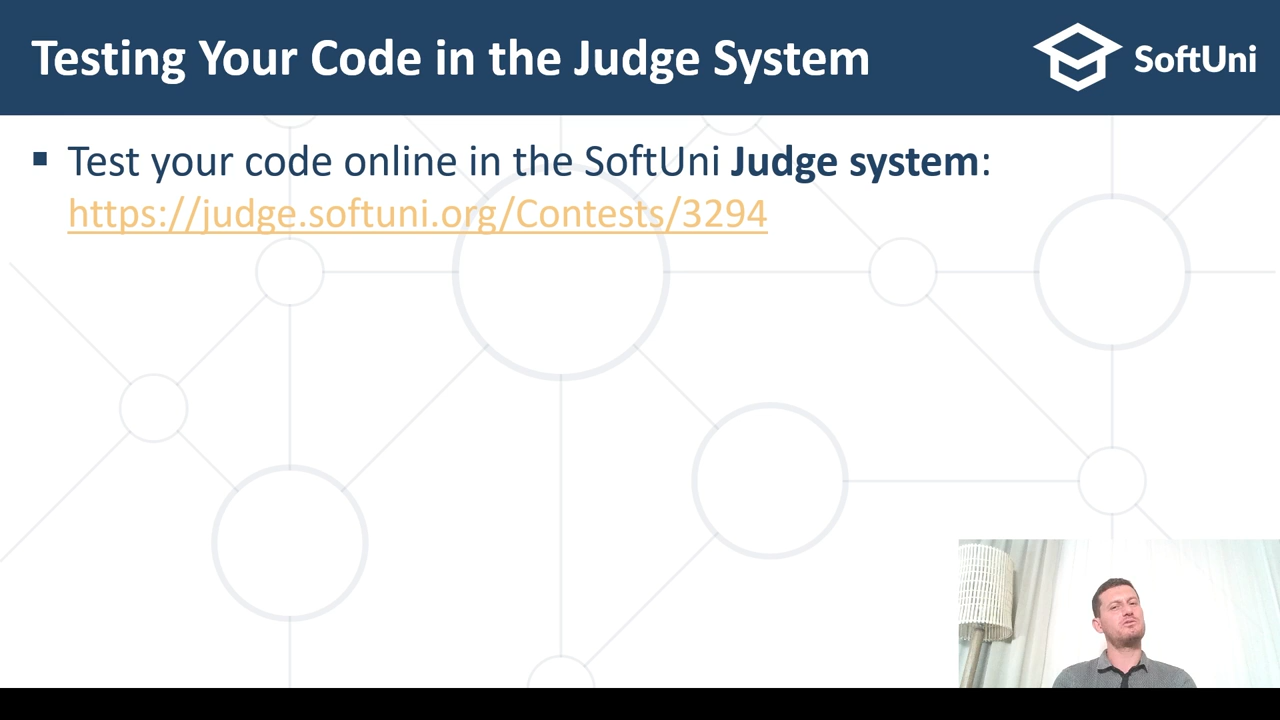 Testing Your Code in the Judge System
SoftUni
▪ Test your code online in the SoftUni Judge system:
https://judge.softuni.org/Contests/3294